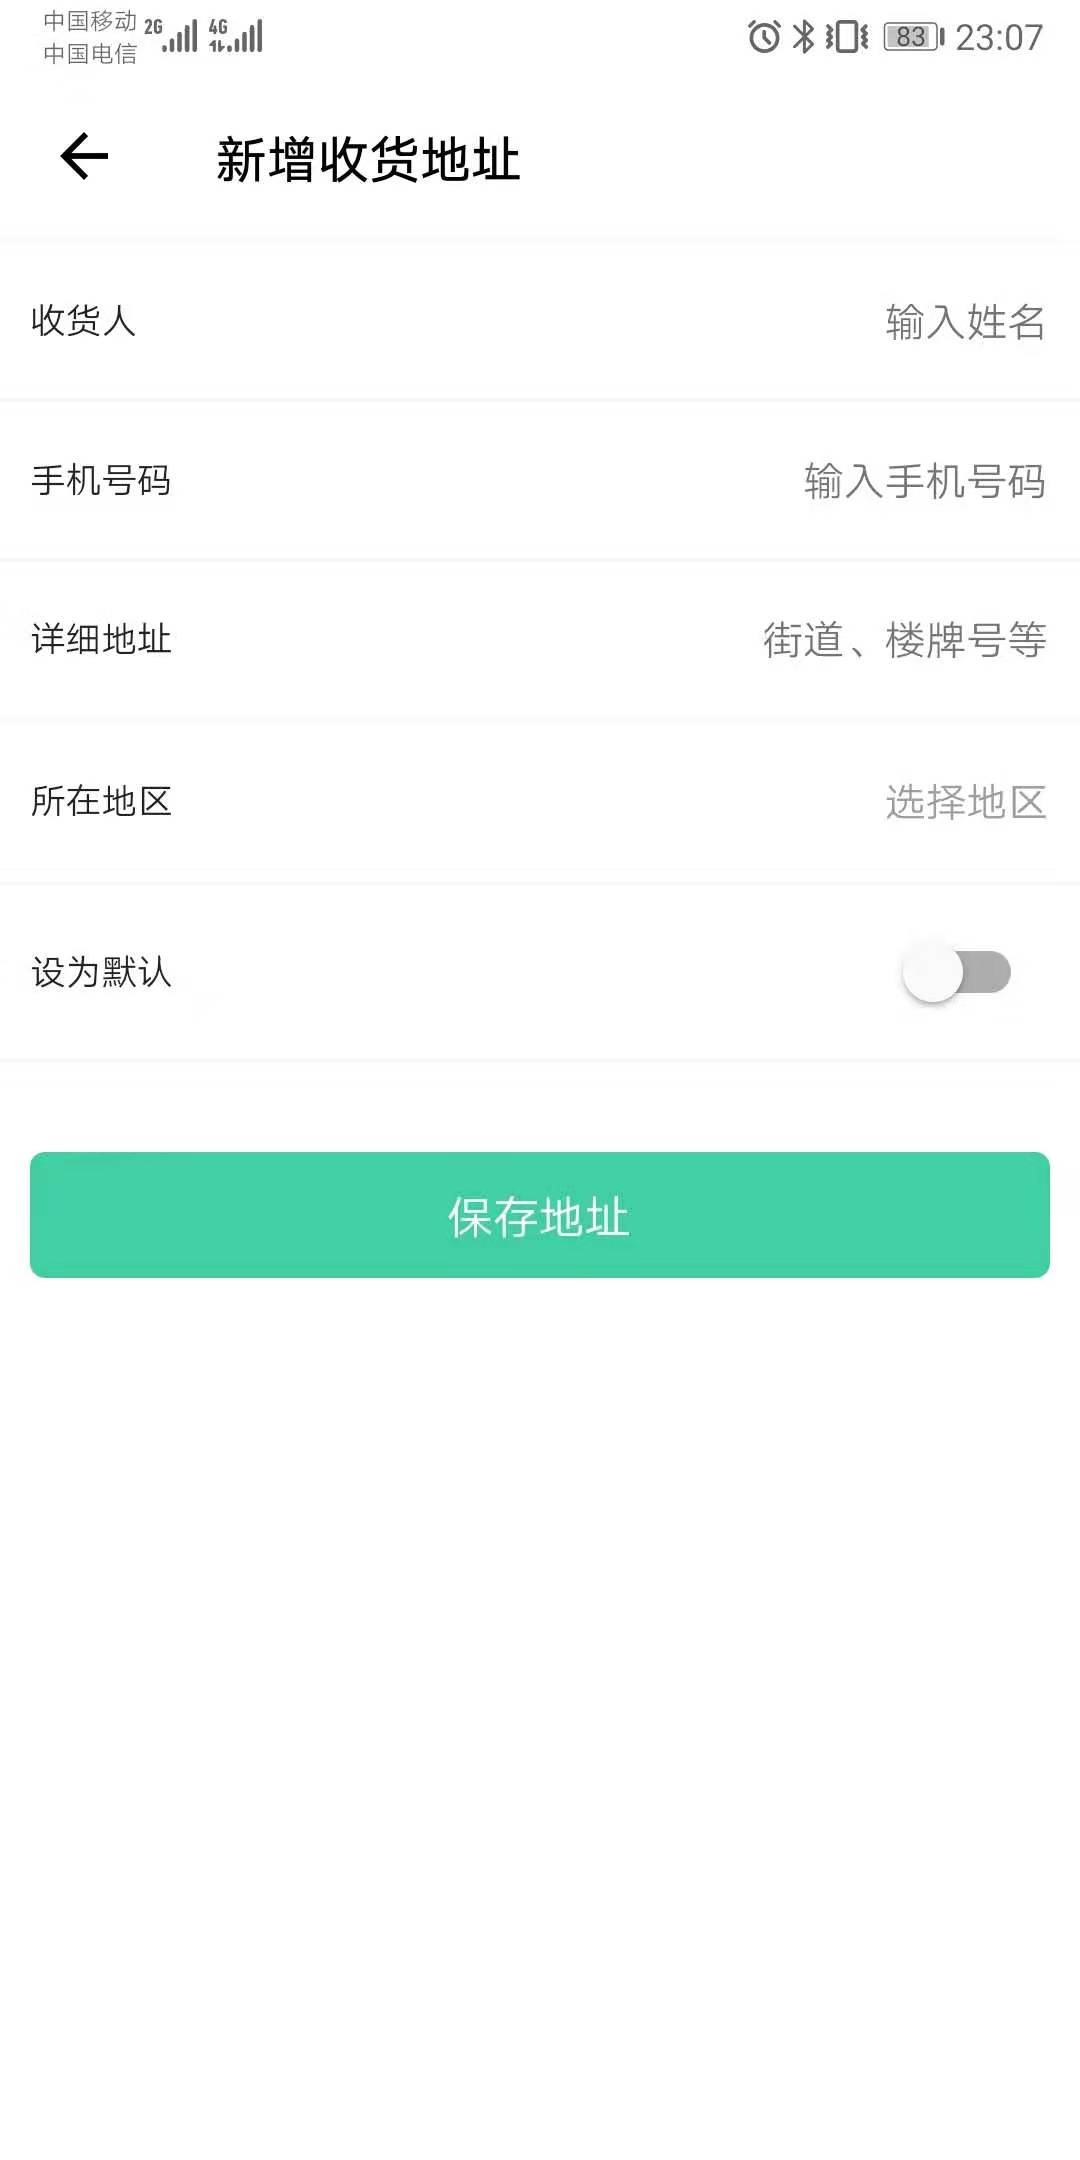 中国移动 2G 4G
中国电信
83 23:07
新增收货地址
收货人 输入姓名
手机号码 输入手机号码
详细地址 街道、楼牌号等
所在地区 选择地区
设为默认
保存地址